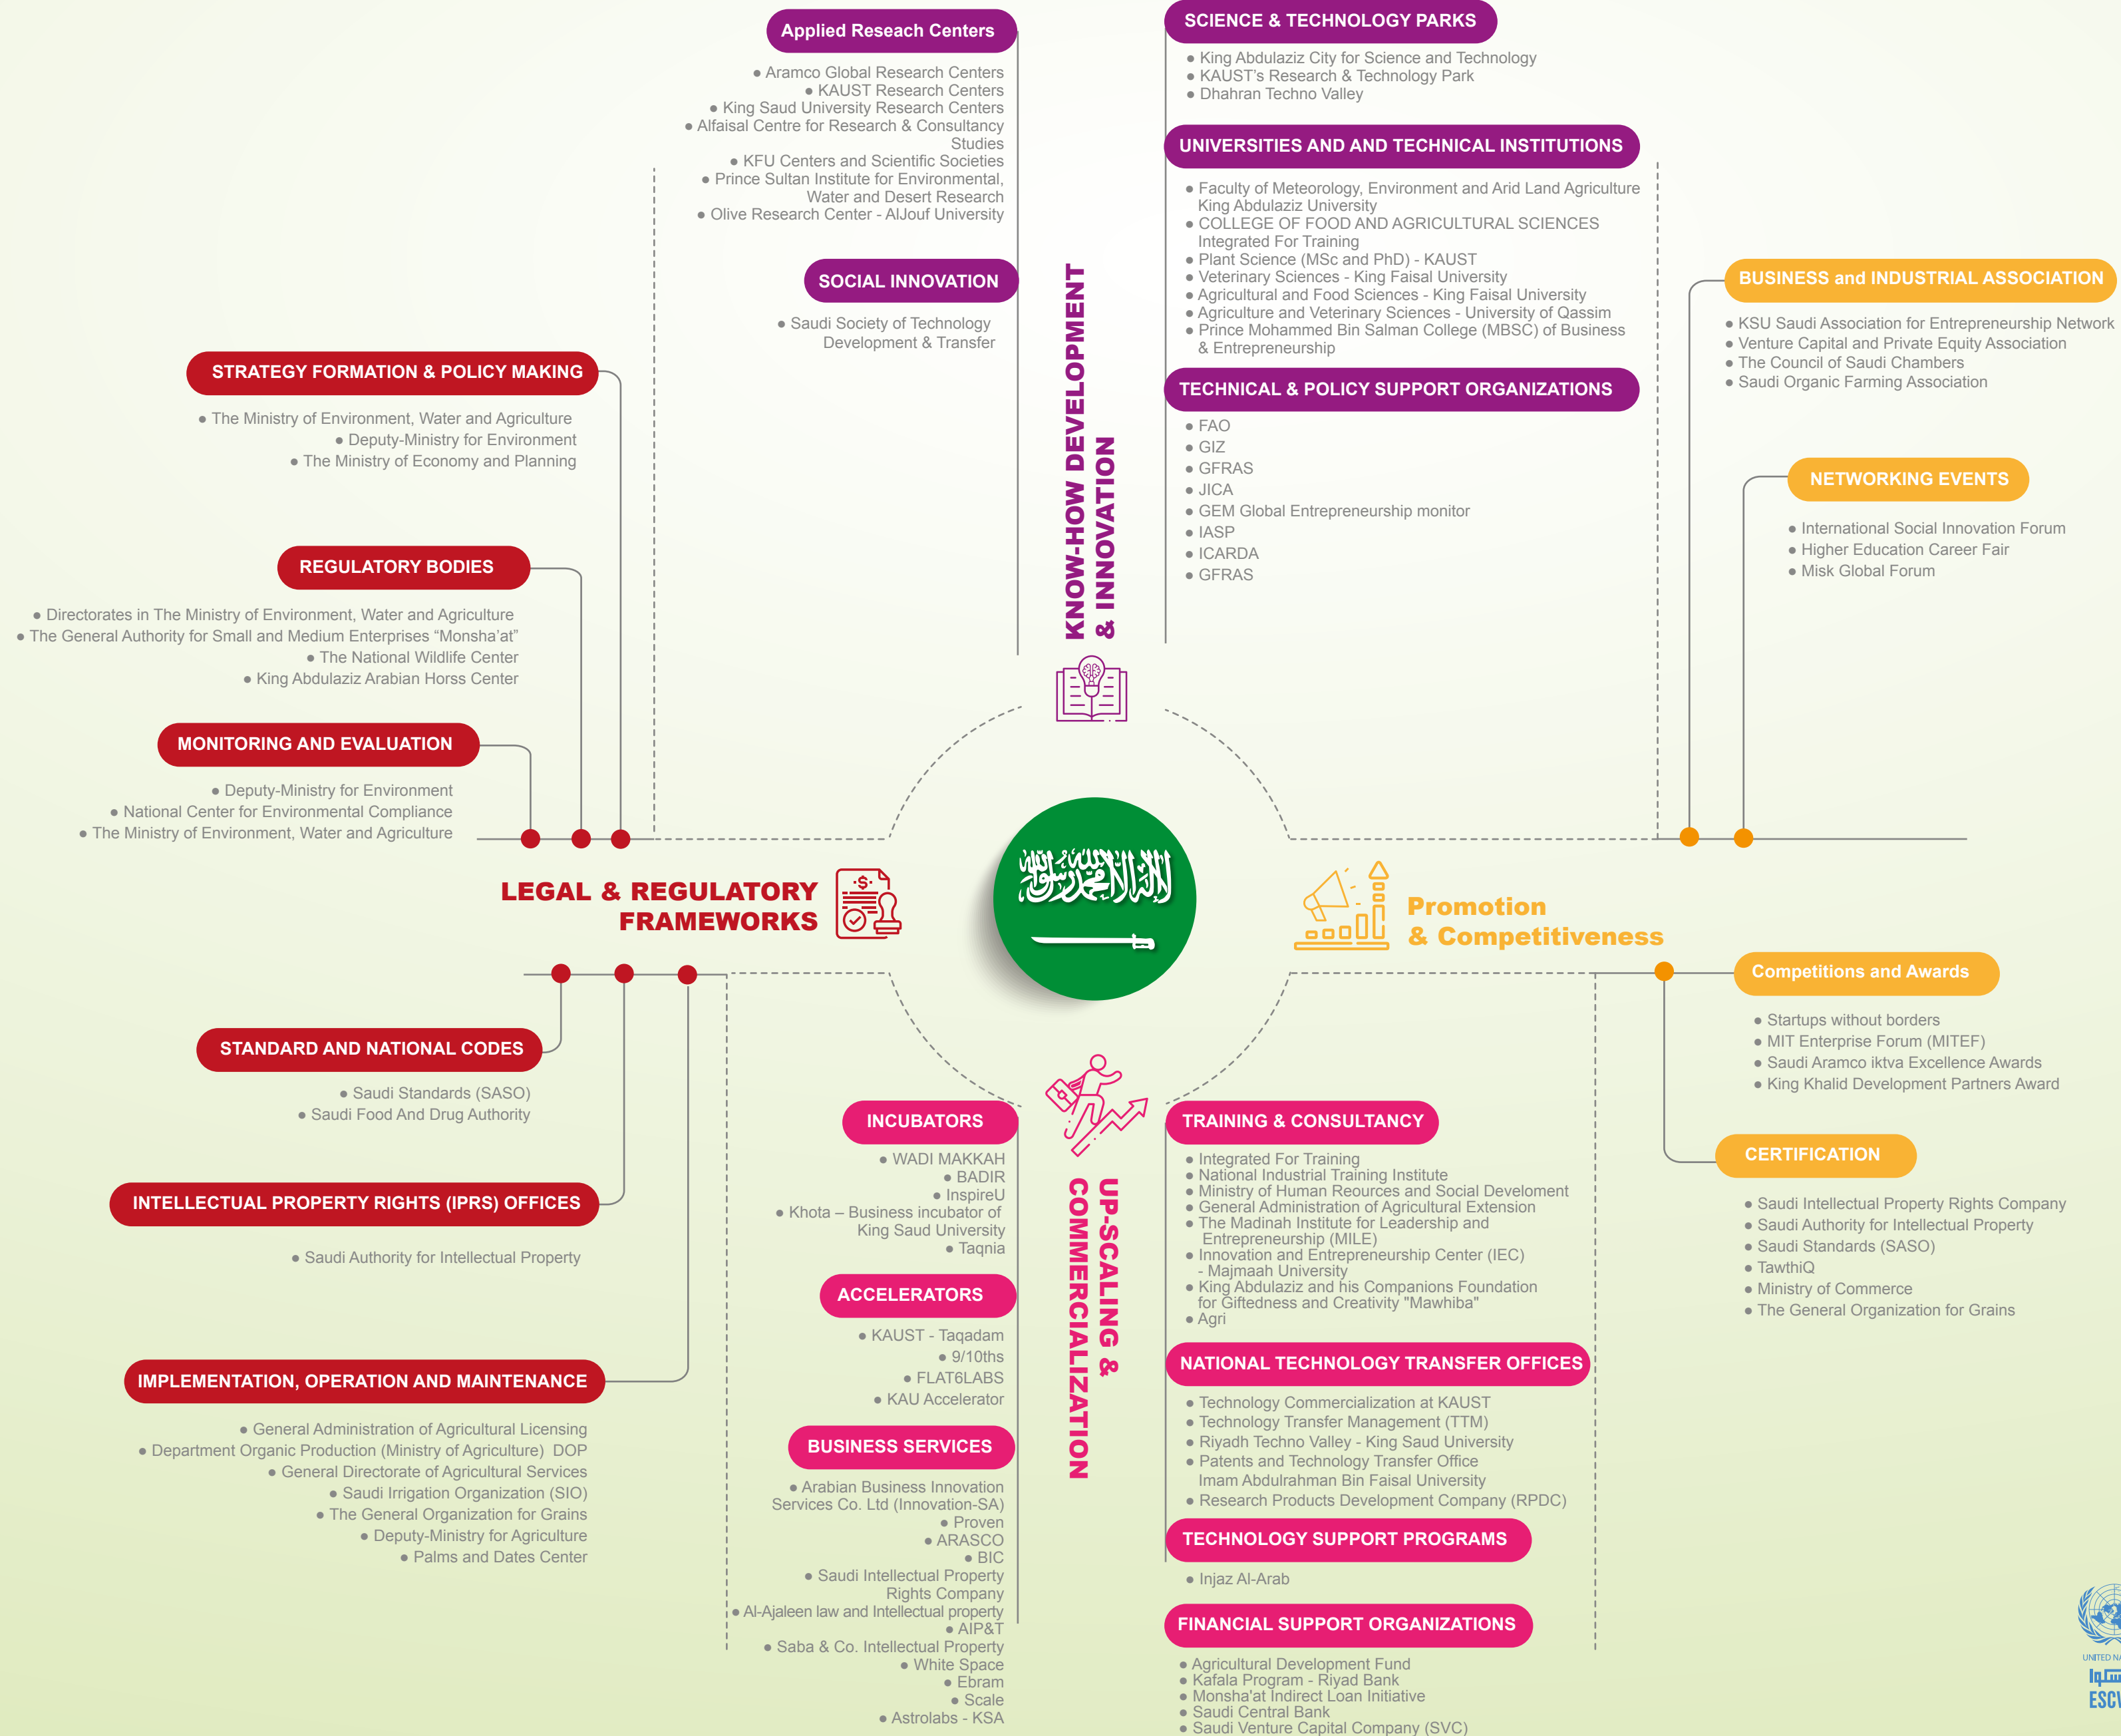 Applied Reseach Centers
● Aramco Global Research Centers
● KAUST Research Centers
● King Saud University Research Centers
● Alfaisal Centre for Research & Consultancy
Studies
● KFU Centers and Scientific Societies
● Prince Sultan Institute for Environmental,
Water and Desert Research
● Olive Research Center - AlJouf University
SOCIAL INNOVATION
● Saudi Society of Technology
Development & Transfer
KNOW-HOW DEVELOPMENT
& INNOVATION
SCIENCE & TECHNOLOGY PARKS
● King Abdulaziz City for Science and Technology
● KAUST's Research & Technology Park
● Dhahran Techno Valley
UNIVERSITIES AND AND TECHNICAL INSTITUTIONS
● Faculty of Meteorology, Environment and Arid Land Agriculture
King Abdulaziz University
● COLLEGE OF FOOD AND AGRICULTURAL SCIENCES
Integrated For Training
● Plant Science (MSc and PhD) - KAUST
● Veterinary Sciences - King Faisal University
● Agricultural and Food Sciences - King Faisal University
● Agriculture and Veterinary Sciences - University of Qassim
● Prince Mohammed Bin Salman College (MBSC) of Business
& Entrepreneurship
TECHNICAL & POLICY SUPPORT ORGANIZATIONS
● FAO
● GIZ
● GFRAS
● JICA
● GEM Global Entrepreneurship monitor
● IASP
● ICARDA
● GFRAS
BUSINESS and INDUSTRIAL ASSOCIATION
● KSU Saudi Association for Entrepreneurship Network
● Venture Capital and Private Equity Association
● The Council of Saudi Chambers
● Saudi Organic Farming Association
NETWORKING EVENTS
● International Social Innovation Forum
● Higher Education Career Fair
● Misk Global Forum
STRATEGY FORMATION & POLICY MAKING
● The Ministry of Environment, Water and Agriculture
● Deputy-Ministry for Environment
● The Ministry of Economy and Planning
REGULATORY BODIES
● Directorates in The Ministry of Environment, Water and Agriculture
● The General Authority for Small and Medium Enterprises “Monsha’at”
● The National Wildlife Center
● King Abdulaziz Arabian Horss Center
MONITORING AND EVALUATION
● Deputy-Ministry for Environment
● National Center for Environmental Compliance
● The Ministry of Environment, Water and Agriculture
LEGAL & REGULATORY
FRAMEWORKS
$
لا إله إلا الله محمد رسول الله
Promotion
& Competitiveness
STANDARD AND NATIONAL CODES
● Saudi Standards (SASO)
● Saudi Food And Drug Authority
INTELLECTUAL PROPERTY RIGHTS (IPRS) OFFICES
● Saudi Authority for Intellectual Property
IMPLEMENTATION, OPERATION AND MAINTENANCE
● General Administration of Agricultural Licensing
● Department Organic Production (Ministry of Agriculture) DOP
● General Directorate of Agricultural Services
● Saudi Irrigation Organization (SIO)
● The General Organization for Grains
● Deputy-Ministry for Agriculture
● Palms and Dates Center
INCUBATORS
● WADI MAKKAH
● BADIR
● InspireU
● Khota – Business incubator of
King Saud University
● Taqnia
ACCELERATORS
● KAUST - Taqadam
● 9/10ths
● FLAT6LABS
● KAU Accelerator
BUSINESS SERVICES
● Arabian Business Innovation
Services Co. Ltd (Innovation-SA)
● Proven
● ARASCO
● BIC
● Saudi Intellectual Property
Rights Company
● Al-Ajaleen law and Intellectual property
● AIP&T
● Saba & Co. Intellectual Property
● White Space
● Ebram
● Scale
● Astrolabs - KSA
UP-SCALING &
COMMERCIALIZATION
TRAINING & CONSULTANCY
● Integrated For Training
● National Industrial Training Institute
● Ministry of Human Reources and Social Develoment
● General Administration of Agricultural Extension
● The Madinah Institute for Leadership and
Entrepreneurship (MILE)
● Innovation and Entrepreneurship Center (IEC)
- Majmaah University
● King Abdulaziz and his Companions Foundation
for Giftedness and Creativity "Mawhiba"
● Agri
NATIONAL TECHNOLOGY TRANSFER OFFICES
● Technology Commercialization at KAUST
● Technology Transfer Management (TTM)
● Riyadh Techno Valley - King Saud University
● Patents and Technology Transfer Office
Imam Abdulrahman Bin Faisal University
● Research Products Development Company (RPDC)
TECHNOLOGY SUPPORT PROGRAMS
● Injaz Al-Arab
FINANCIAL SUPPORT ORGANIZATIONS
● Agricultural Development Fund
● Kafala Program - Riyad Bank
● Monsha'at Indirect Loan Initiative
● Saudi Central Bank
● Saudi Venture Capital Company (SVC)
Competitions and Awards
● Startups without borders
● MIT Enterprise Forum (MITEF)
● Saudi Aramco iktva Excellence Awards
● King Khalid Development Partners Award
CERTIFICATION
● Saudi Intellectual Property Rights Company
● Saudi Authority for Intellectual Property
● Saudi Standards (SASO)
● TawthiQ
● Ministry of Commerce
● The General Organization for Grains
UNITED